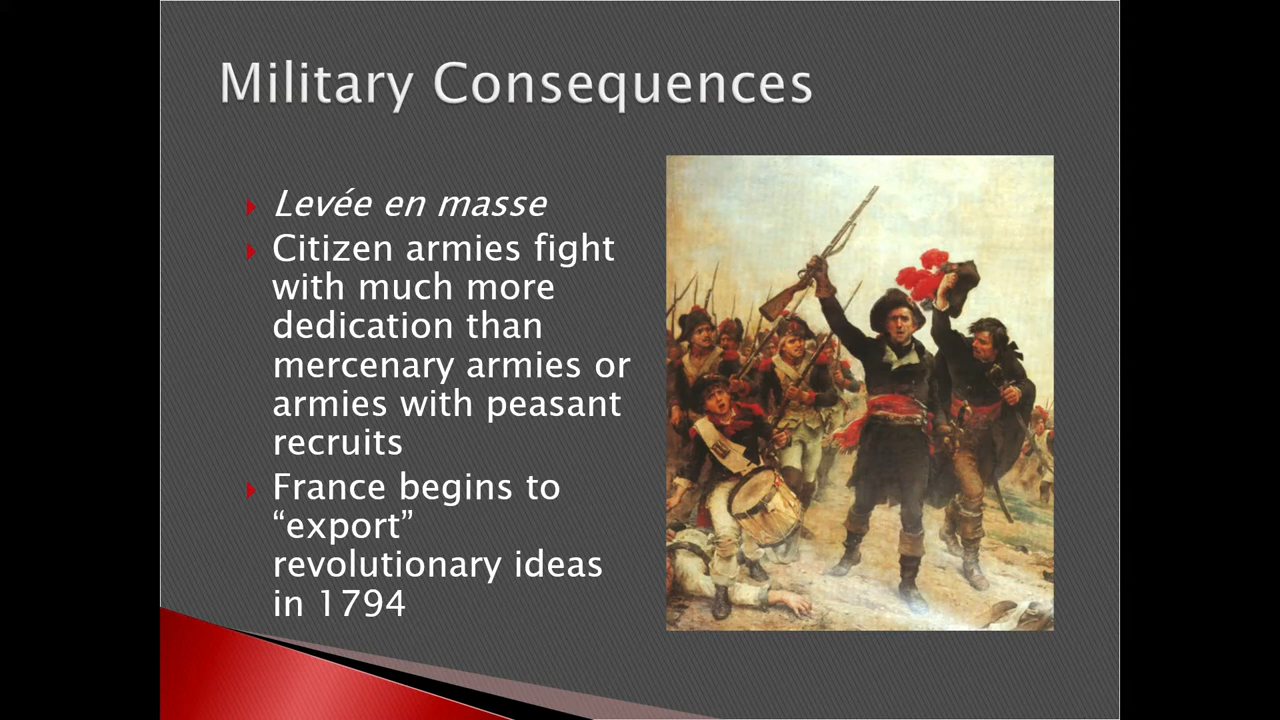 Military Consequences
Levée en masse
Citizen armies fight
with much more
dedication than
mercenary armies or
armies with peasant
recruits
France begins to
“export”
revolutionary ideas
in 1794